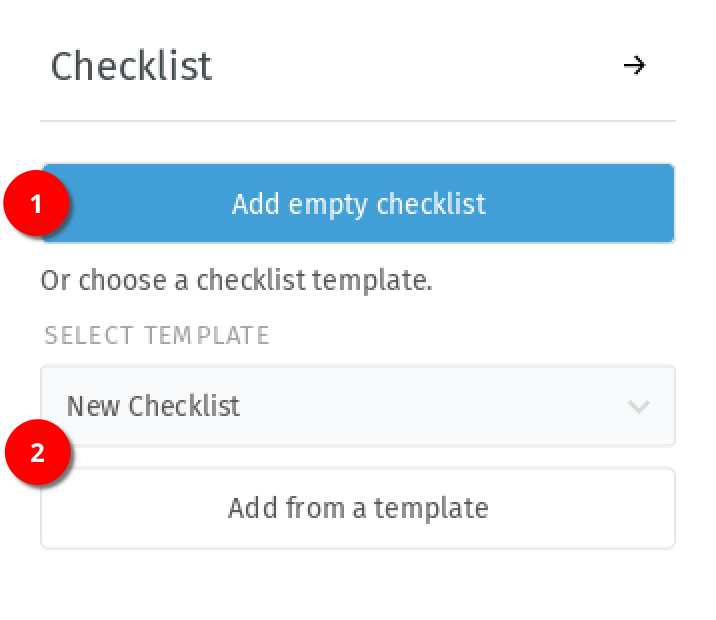 Checklist
1
Add empty checklist
Or choose a checklist template.
SELECT TEMPLATE
New Checklist
2
Add from a template